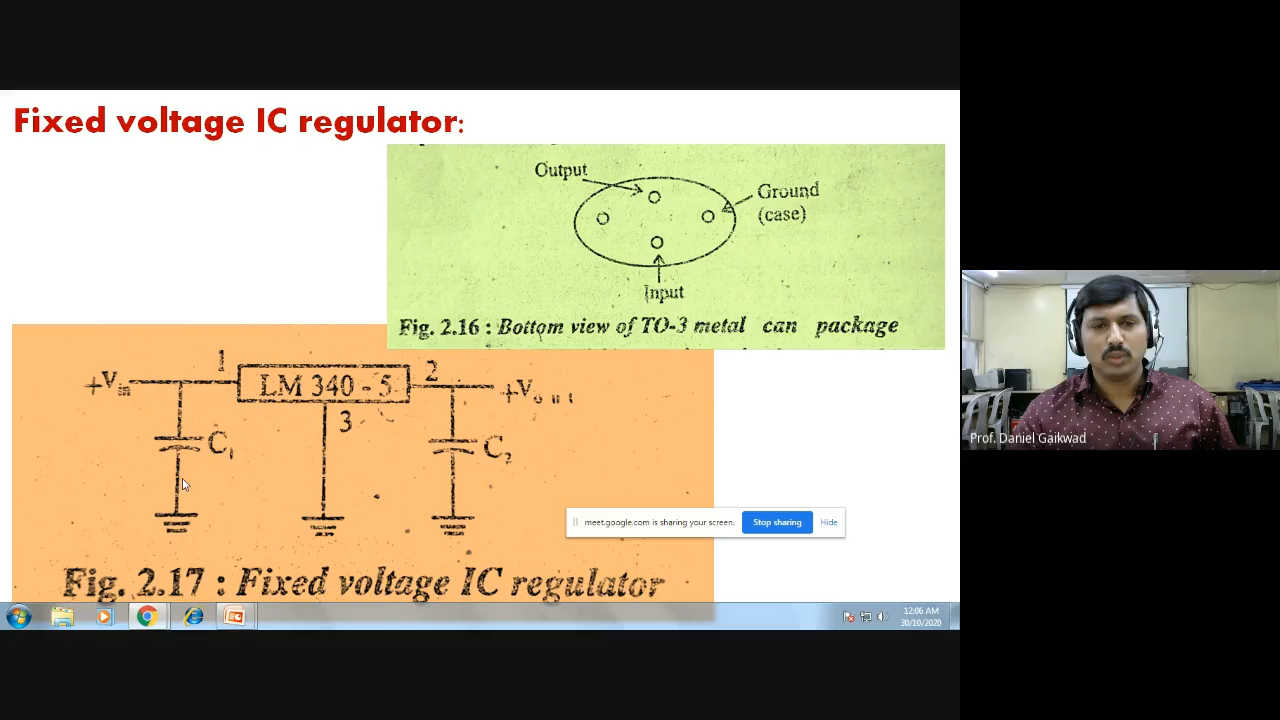 Fixed voltage IC regulator:
Output
Ground
(case)
Input
Fig. 2.16 : Bottom view of TO-3 metal can package
1
2
+Vin
LM 340 - 5
+Vout
3
C1
C2
Fig. 2.17 : Fixed voltage IC regulator
meet.google.com is sharing your screen.
Stop sharing
Hide
Prof. Daniel Gaikwad
12:06 AM
30/10/2020